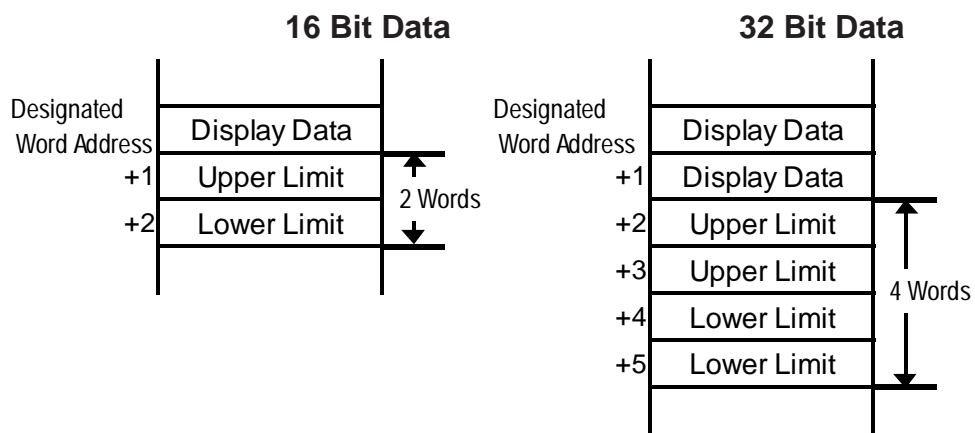 16 Bit Data
Designated
Word Address
Display Data
+1
Upper Limit
+2
Lower Limit
2 Words
32 Bit Data
Designated
Word Address
Display Data
+1
Display Data
+2
Upper Limit
+3
Upper Limit
+4
Lower Limit
+5
Lower Limit
4 Words